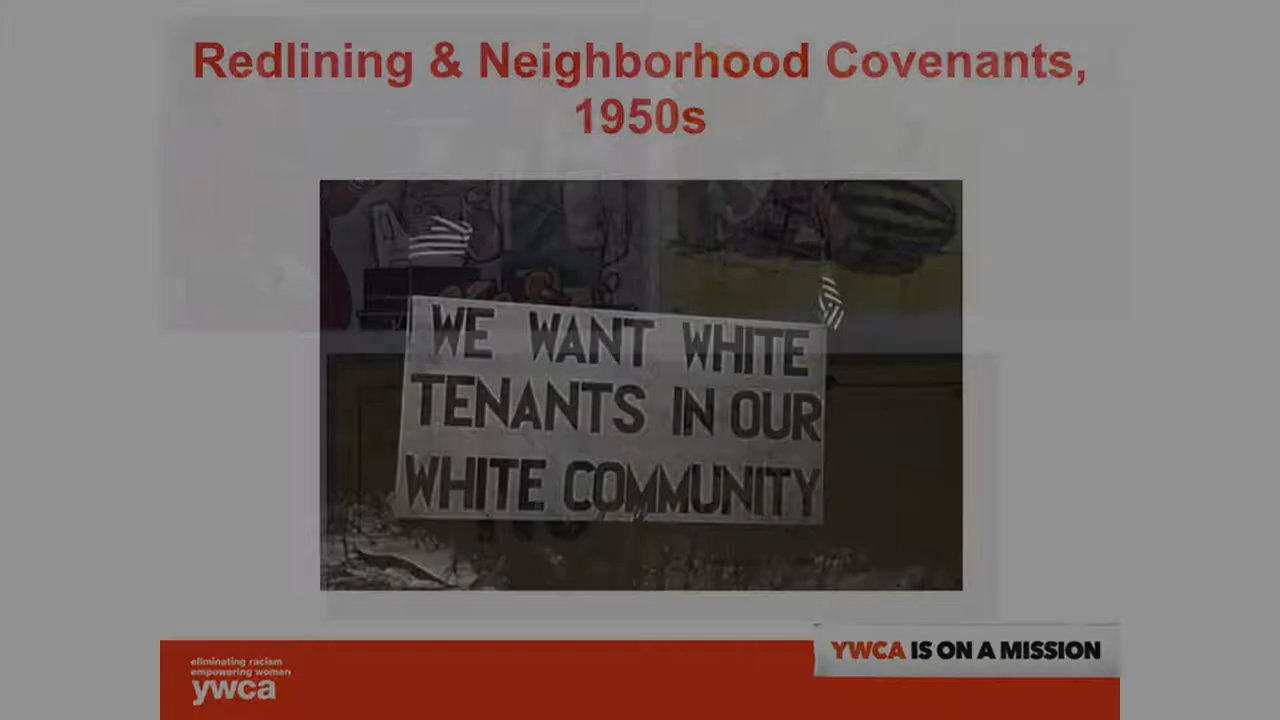 Redlining & Neighborhood Covenants,
1950s
WE WANT WHITE
TENANTS IN OUR
WHITE COMMUNITY
eliminating racism
empowering women
ywca
YWCA IS ON A MISSION